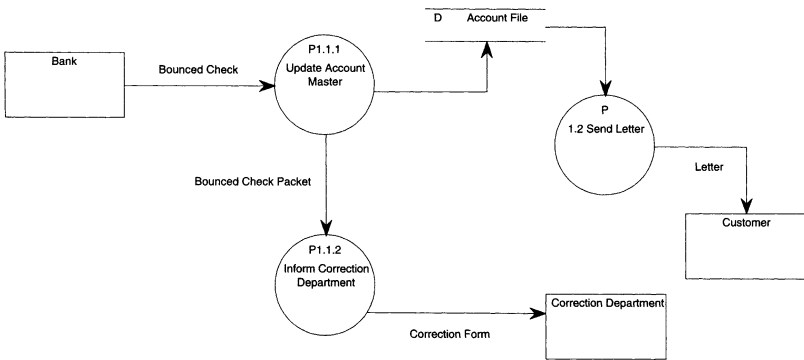 D Account File
P1.1.1
Update Account
Master
Bank
Bounced Check
P
1.2 Send Letter
Letter
Bounced Check Packet
Customer
P1.1.2
Inform Correction
Department
Correction Department
Correction Form